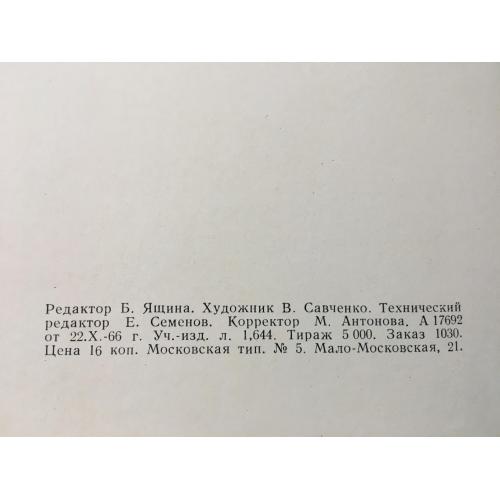 Редактор Б. Ящина. Художник В. Савченко. Технический
редактор Е. Семенов. Корректор М. Антонова. А 17692
от 22.X.-66 г. Уч.-изд. л. 1,644. Тираж 5 000. Заказ 1030.
Цена 16 коп. Московская тип. № 5. Мало-Московская, 21.